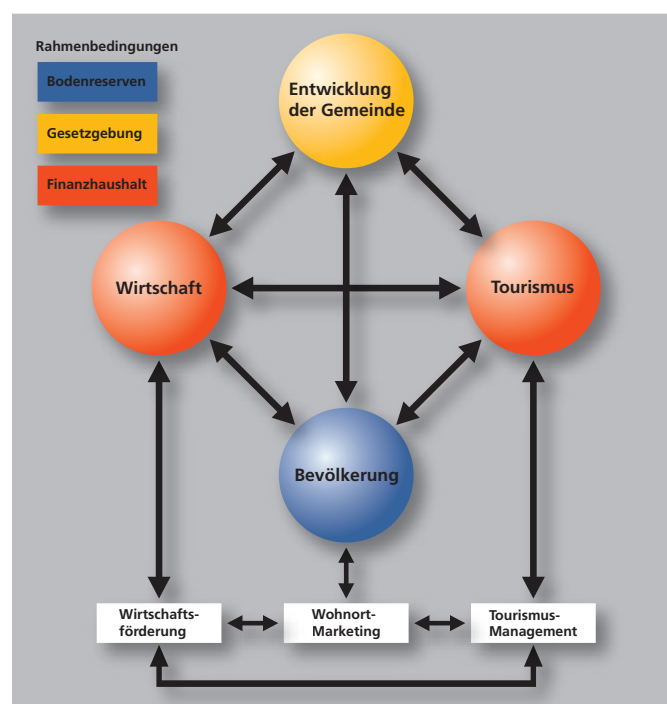 Rahmenbedingungen
Bodenreserven
Gesetzgebung
Finanzhaushalt
Entwicklung
der Gemeinde
Wirtschaft
Tourismus
Bevölkerung
Wirtschafts-
förderung
Wohnort-
Marketing
Tourismus-
Management